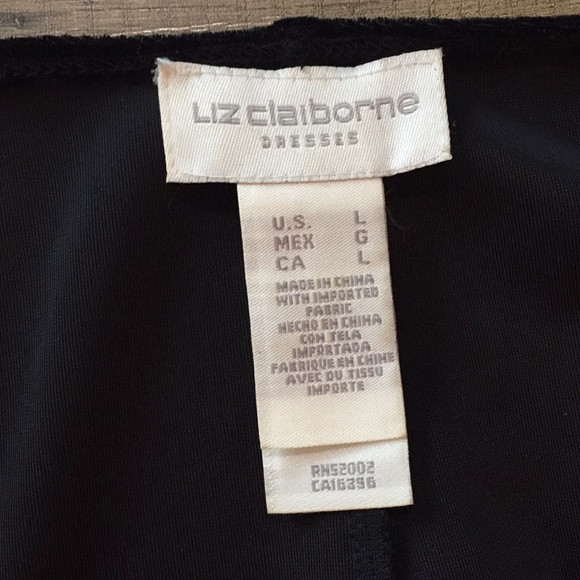 LIZ claiborne
DRESSES
U.S. L
MEX G
CA L
MADE IN CHINA
WITH IMPORTED
FABRIC
HECHO EN CHINA
CON TELA
IMPORTADA
FABRIQUE EN CHINE
AVEC DU TISSU
IMPORTE
RN52002
CA16396